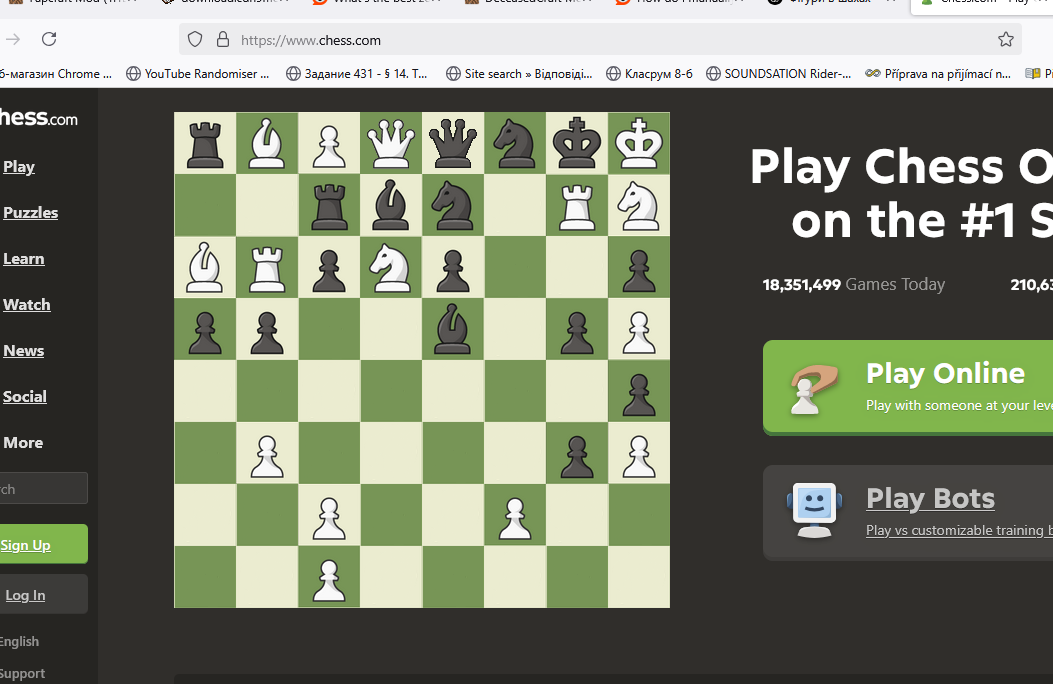 https://www.chess.com
б-магазин Chrome ... YouTube Randomiser ... Задание 431 - § 14. Т... Site search » Відповіді... Класрум 8-б SOUNDSATION Rider-... Příprava na přijímací n...
hess.com
Play
Puzzles
Learn
Watch
News
Social
More
rch
Sign Up
Log In
English
Support
Play Chess O
on the #1 S
18,351,499 Games Today 210,63
Play Online
Play with someone at your leve
Play Bots
Play vs customizable training b